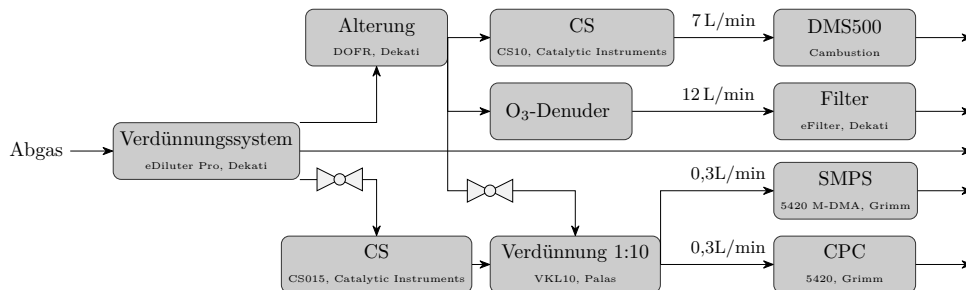 Alterung
DOFR, Dekati
CS
CS10, Catalytic Instruments
7 L/min
DMS500
Cambustion
O₃-Denuder
12 L/min
Filter
eFilter, Dekati
Abgas
Verdünnungssystem
eDiluter Pro, Dekati
0,3L/min
SMPS
5420 M-DMA, Grimm
CS
CS015, Catalytic Instruments
Verdünnung 1:10
VKL10, Palas
0,3L/min
CPC
5420, Grimm